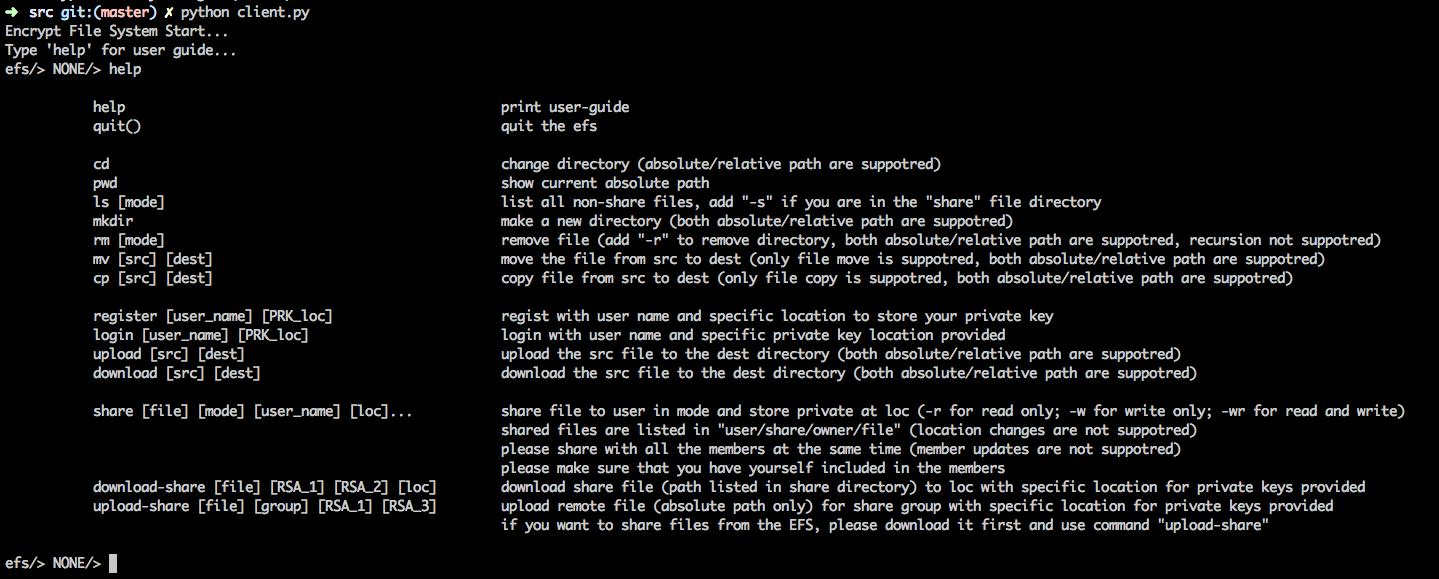 ➜ src git:(master) ✗ python client.py
Encrypt File System Start...
Type 'help' for user guide...
efs/> NONE/> help
help print user-guide
quit() quit the efs
cd change directory (absolute/relative path are suppotred)
pwd show current absolute path
ls [mode] list all non-share files, add "-s" if you are in the "share" file directory
mkdir make a new directory (both absolute/relative path are suppotred)
rm [mode] remove file (add "-r" to remove directory, both absolute/relative path are suppotred, recursion not suppotred)
mv [src] [dest] move the file from src to dest (only file move is suppotred, both absolute/relative path are suppotred)
cp [src] [dest] copy file from src to dest (only file copy is suppotred, both absolute/relative path are suppotred)
register [user_name] [PRK_loc] regist with user name and specific location to store your private key
login [user_name] [PRK_loc] login with user name and specific private key location provided
upload [src] [dest] upload the src file to the dest directory (both absolute/relative path are suppotred)
download [src] [dest] download the src file to the dest directory (both absolute/relative path are suppotred)
share [file] [mode] [user_name] [loc]... share file to user in mode and store private at loc (-r for read only; -w for write only; -wr for read and write)
shared files are listed in "user/share/owner/file" (location changes are not suppotred)
please share with all the members at the same time (member updates are not suppotred)
please make sure that you have yourself included in the members
download-share [file] [RSA_1] [RSA_2] [loc] download share file (path listed in share directory) to loc with specific location for private keys provided
upload-share [file] [group] [RSA_1] [RSA_3] upload remote file (absolute path only) for share group with specific location for private keys provided
if you want to share files from the EFS, please download it first and use command "upload-share"
efs/> NONE/>